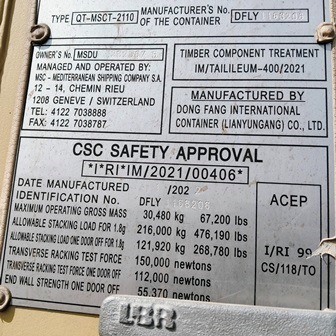 TYPE QT-MSCT-2110
MANUFACTURER'S No. OF THE CONTAINER DFLY 1168206
OWNER'S No. MSDU
MANAGED AND OPERATED BY:
MSC - MEDITERRANEAN SHIPPING COMPANY S.A.
12 - 14, CHEMIN RIEU
1208 GENEVE / SWITZERLAND
TEL: 4122 7038888
FAX: 4122 7038787
TIMBER COMPONENT TREATMENT
IM/TAILILEUM-400/2021
MANUFACTURED BY
DONG FANG INTERNATIONAL
CONTAINER (LIANYUNGANG) CO., LTD.
CSC SAFETY APPROVAL
*I*RI*IM/2021/00406*
DATE MANUFACTURED /202
IDENTIFICATION No. DFLY 1168206
MAXIMUM OPERATING GROSS MASS 30,480 kg 67,200 lbs
ALLOWABLE STACKING LOAD FOR 1.8g 216,000 kg 476,190 lbs
ALLOWABLE STACKING LOAD ONE DOOR OFF FOR 1.8g 121,920 kg 268,780 lbs
TRANSVERSE RACKING TEST FORCE 150,000 newtons
TRANSVERSE RACKING TEST FORCE ONE DOOR OFF 112,000 newtons
END WALL STRENGTH ONE DOOR OFF 55,370 newtons
ACEP
I/RI 99
CS/118/TO
LBR